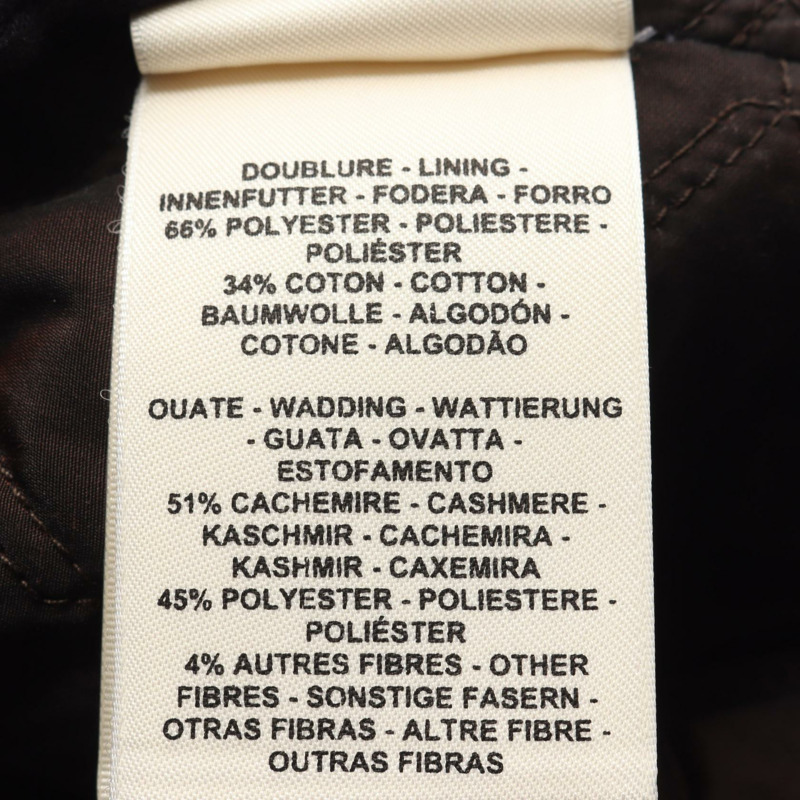 DOUBLURE - LINING -
INNENFUTTER - FODERA - FORRO
66% POLYESTER - POLIESTERE -
POLIÉSTER
34% COTON - COTTON -
BAUMWOLLE - ALGODÓN -
COTONE - ALGODÃO
OUATE - WADDING - WATTIERUNG
- GUATA - OVATTA -
ESTOFAMENTO
51% CACHEMIRE - CASHMERE -
KASCHMIR - CACHEMIRA -
KASHMIR - CAXEMIRA
45% POLYESTER - POLIESTERE -
POLIÉSTER
4% AUTRES FIBRES - OTHER
FIBRES - SONSTIGE FASERN -
OTRAS FIBRAS - ALTRE FIBRE -
OUTRAS FIBRAS